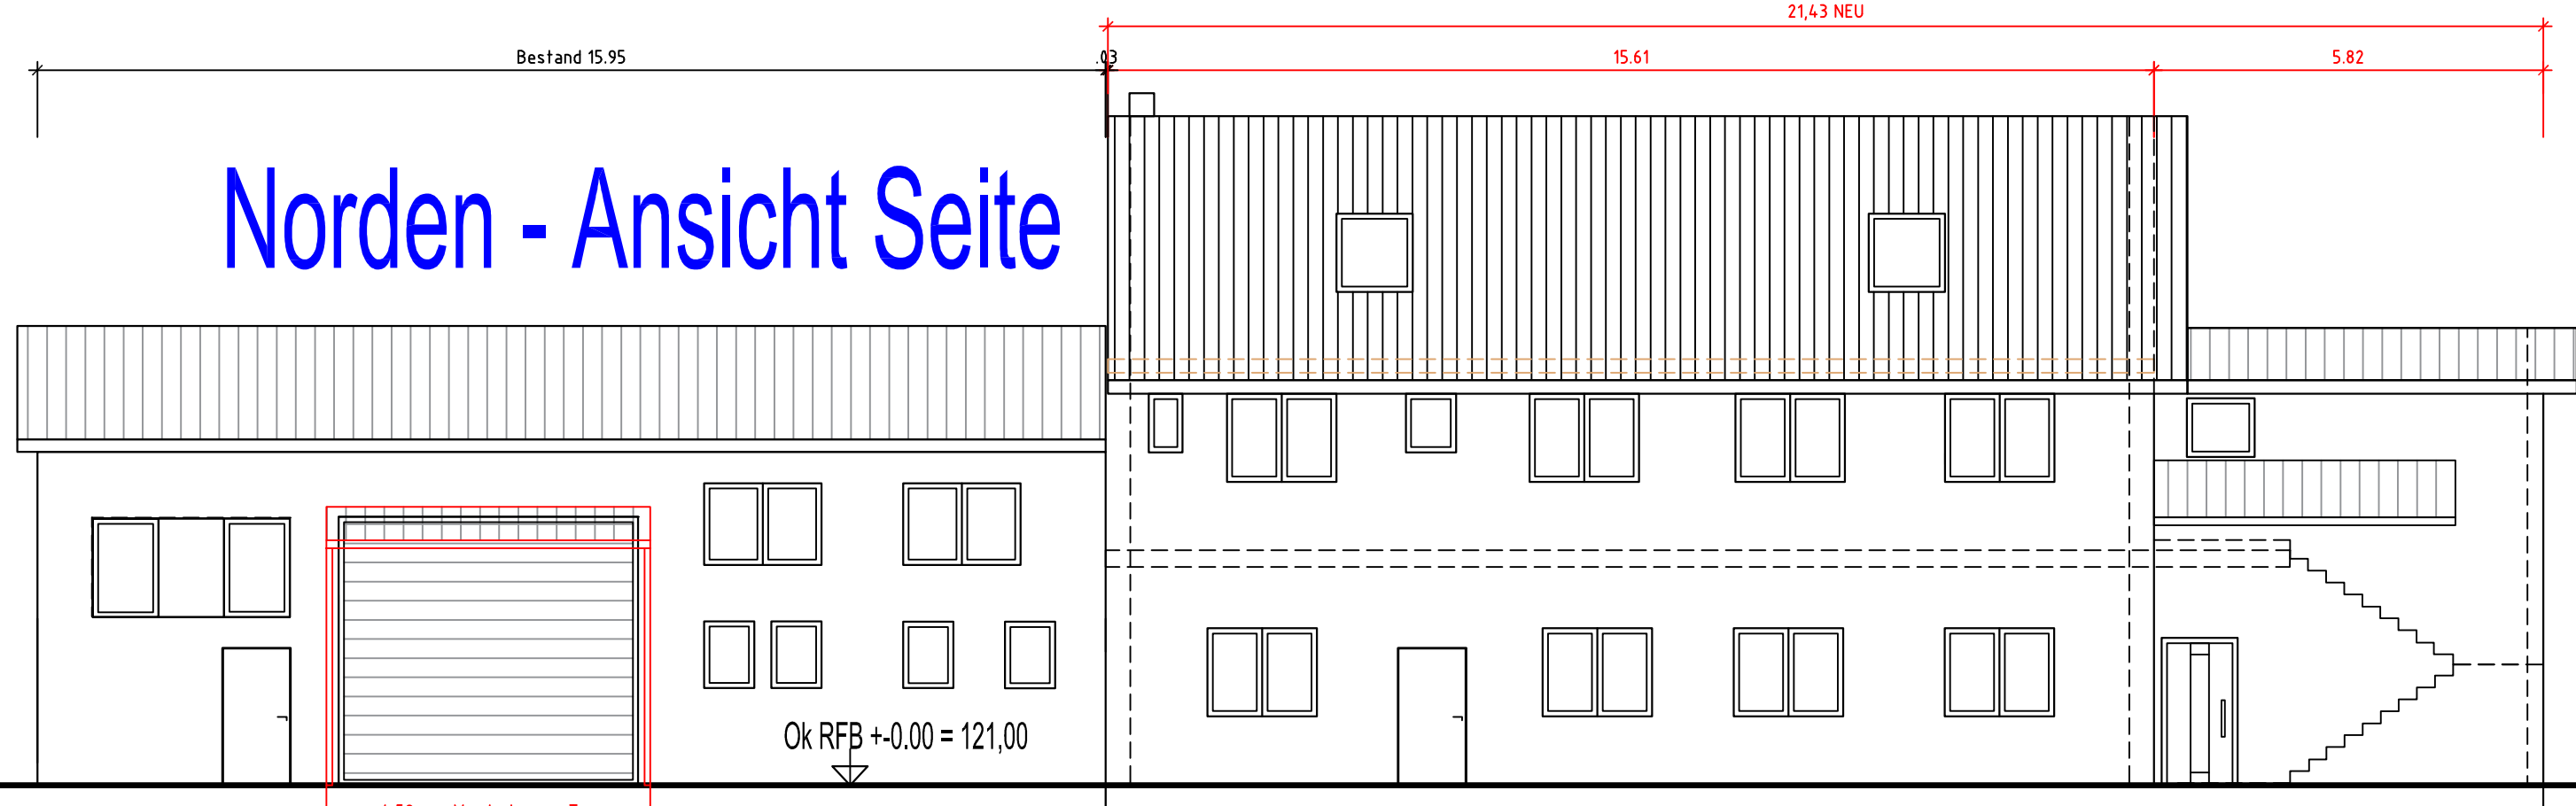 21,43 NEU
Bestand 15.95
.03
15.61
5.82
Norden - Ansicht Seite
Ok RFB +-0.00 = 121,00